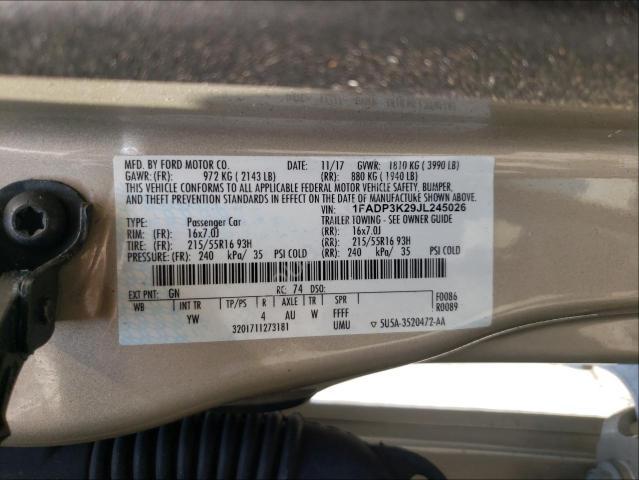 MFD. BY FORD MOTOR CO. DATE: 11/17 GVWR: 1810 KG ( 3990 LB)
GAWR: (FR): 972 KG ( 2143 LB) (RR): 880 KG ( 1940 LB)
THIS VEHICLE CONFORMS TO ALL APPLICABLE FEDERAL MOTOR VEHICLE SAFETY, BUMPER,
AND THEFT PREVENTION STANDARDS IN EFFECT ON THE DATE OF MANUFACTURE SHOWN ABOVE.
VIN: 1FADP3K29JL245026
TYPE: Passenger Car TRAILER TOWING - SEE OWNER GUIDE
RIM: (FR): 16x7.0J (RR): 16x7.0J
TIRE: (FR): 215/55R16 93H (RR): 215/55R16 93H
PRESSURE: (FR): 240 kPa/ 35 PSI COLD (RR): 240 kPa/ 35 PSI COLD
EXT PNT: GN RC: 74 DSO: F0086
WB INT TR TP/PS R AXLE TR SPR R0089
YW 4 AU W FFFF
3201711273181 UMU ▽ 5U5A-3520472-AA